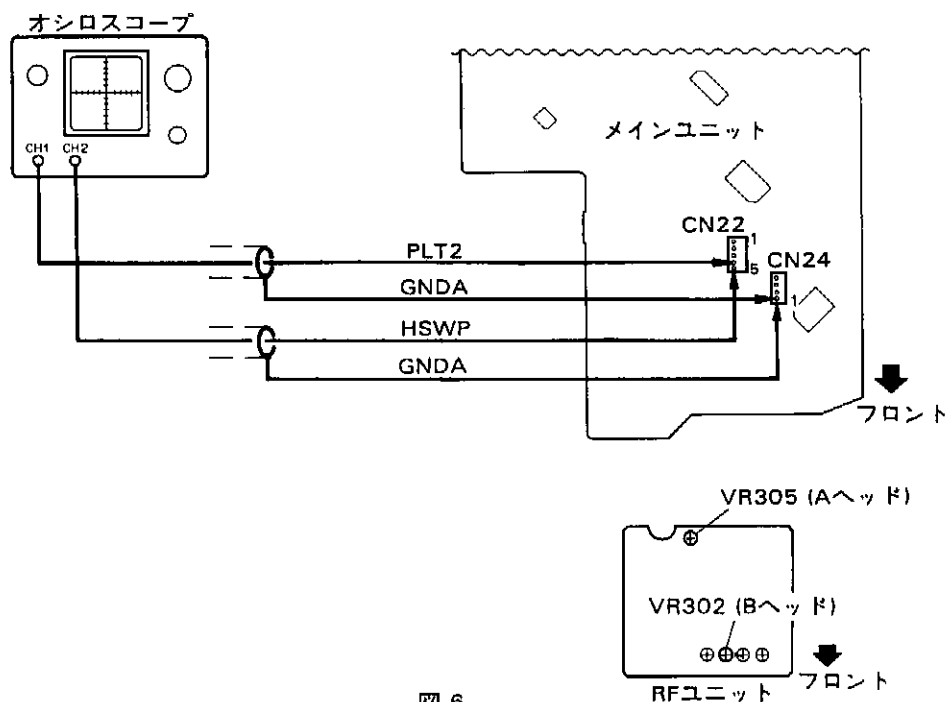 オシロスコープ
CH1 CH2
メインユニット
CN22
1
5
PLT2
CN24
1
GNDA
HSWP
GNDA
フロント
VR305 (Aヘッド)
VR302 (Bヘッド)
フロント
RFユニット
図 6